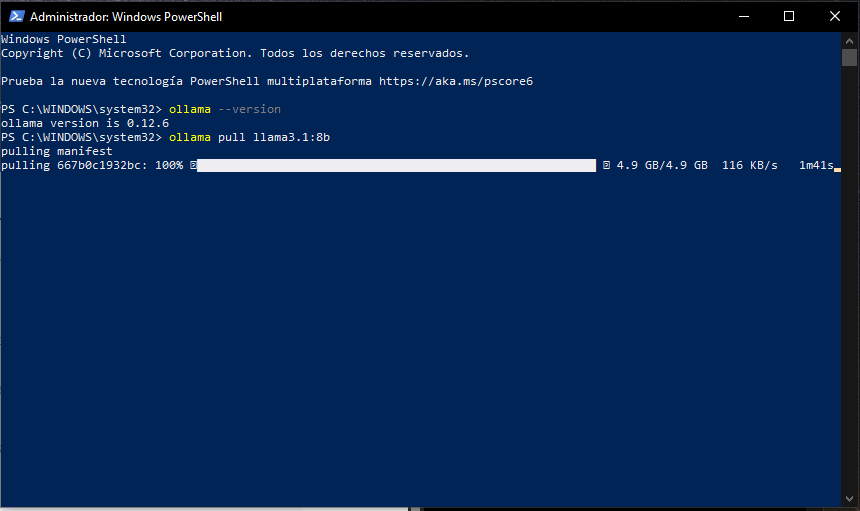 Administrador: Windows PowerShell
Windows PowerShell
Copyright (C) Microsoft Corporation. Todos los derechos reservados.
Prueba la nueva tecnología PowerShell multiplataforma https://aka.ms/pscore6
PS C:\WINDOWS\system32> ollama --version
ollama version is 0.12.6
PS C:\WINDOWS\system32> ollama pull llama3.1:8b
pulling manifest
pulling 667b0c1932bc: 100% 4.9 GB/4.9 GB 116 KB/s 1m41s